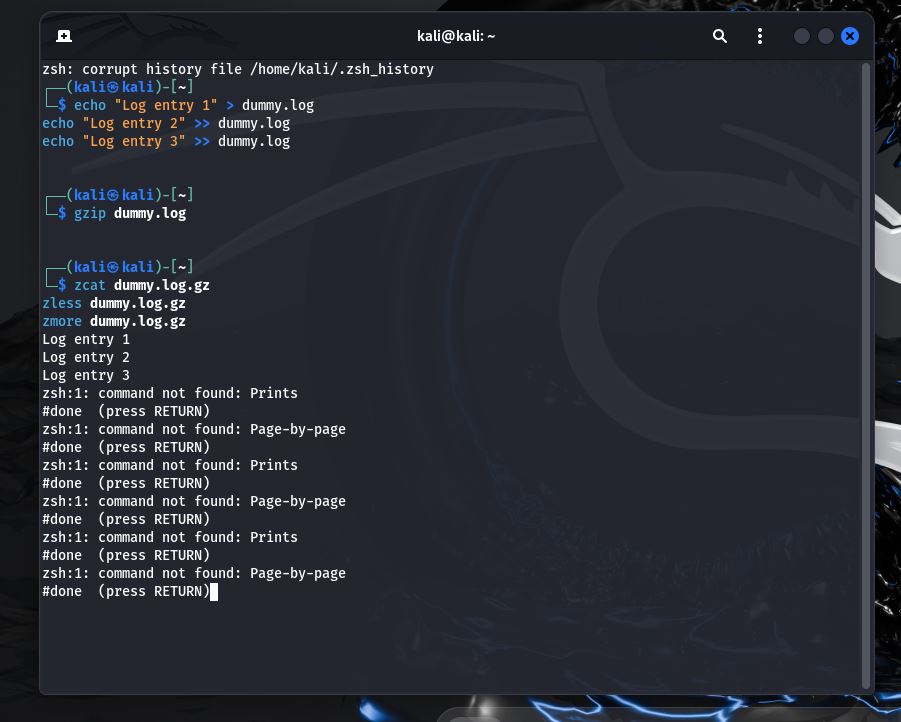 kali@kali: ~
zsh: corrupt history file /home/kali/.zsh_history
┌──(kali㉿kali)-[~]
└─$ echo "Log entry 1" > dummy.log
echo "Log entry 2" >> dummy.log
echo "Log entry 3" >> dummy.log
┌──(kali㉿kali)-[~]
└─$ gzip dummy.log
┌──(kali㉿kali)-[~]
└─$ zcat dummy.log.gz
zless dummy.log.gz
zmore dummy.log.gz
Log entry 1
Log entry 2
Log entry 3
zsh:1: command not found: Prints
#done  (press RETURN)
zsh:1: command not found: Page-by-page
#done  (press RETURN)
zsh:1: command not found: Prints
#done  (press RETURN)
zsh:1: command not found: Page-by-page
#done  (press RETURN)
zsh:1: command not found: Prints
#done  (press RETURN)
zsh:1: command not found: Page-by-page
#done  (press RETURN)